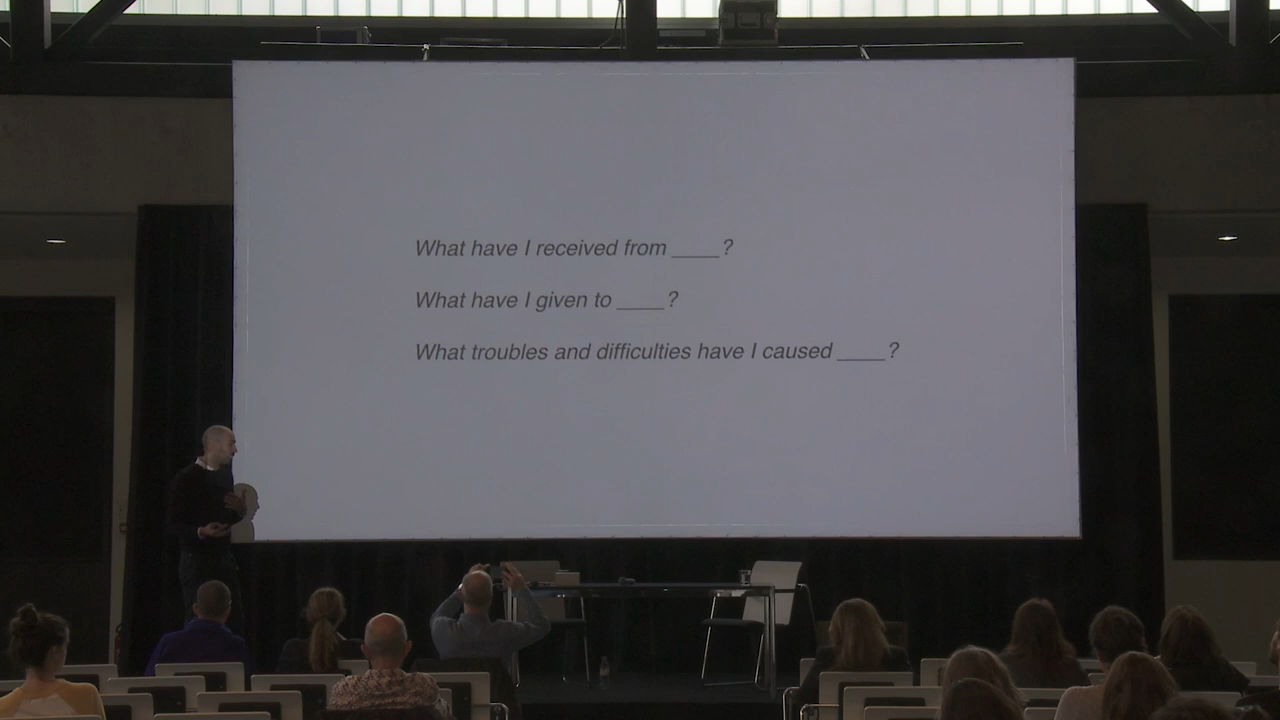 What have I received from ____?
What have I given to ____?
What troubles and difficulties have I caused ____?